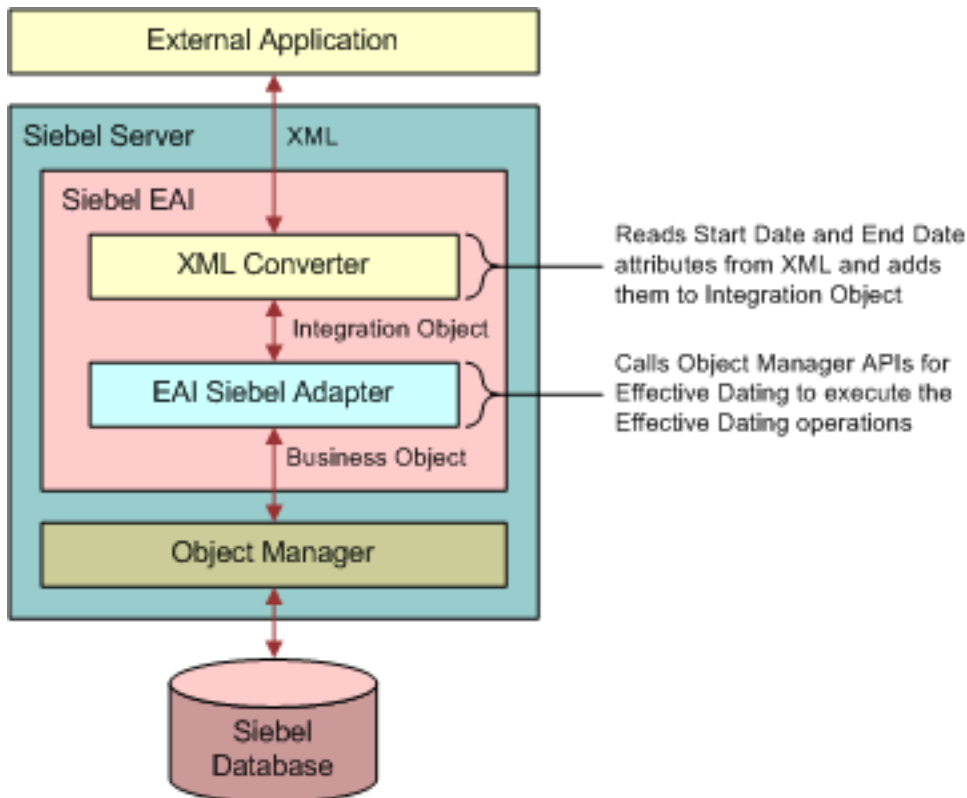 External Application
Siebel Server
XML
Siebel EAI
XML Converter
Reads Start Date and End Date
attributes from XML and adds
them to Integration Object
Integration Object
EAI Siebel Adapter
Calls Object Manager APIs for
Effective Dating to execute the
Effective Dating operations
Business Object
Object Manager
Siebel
Database